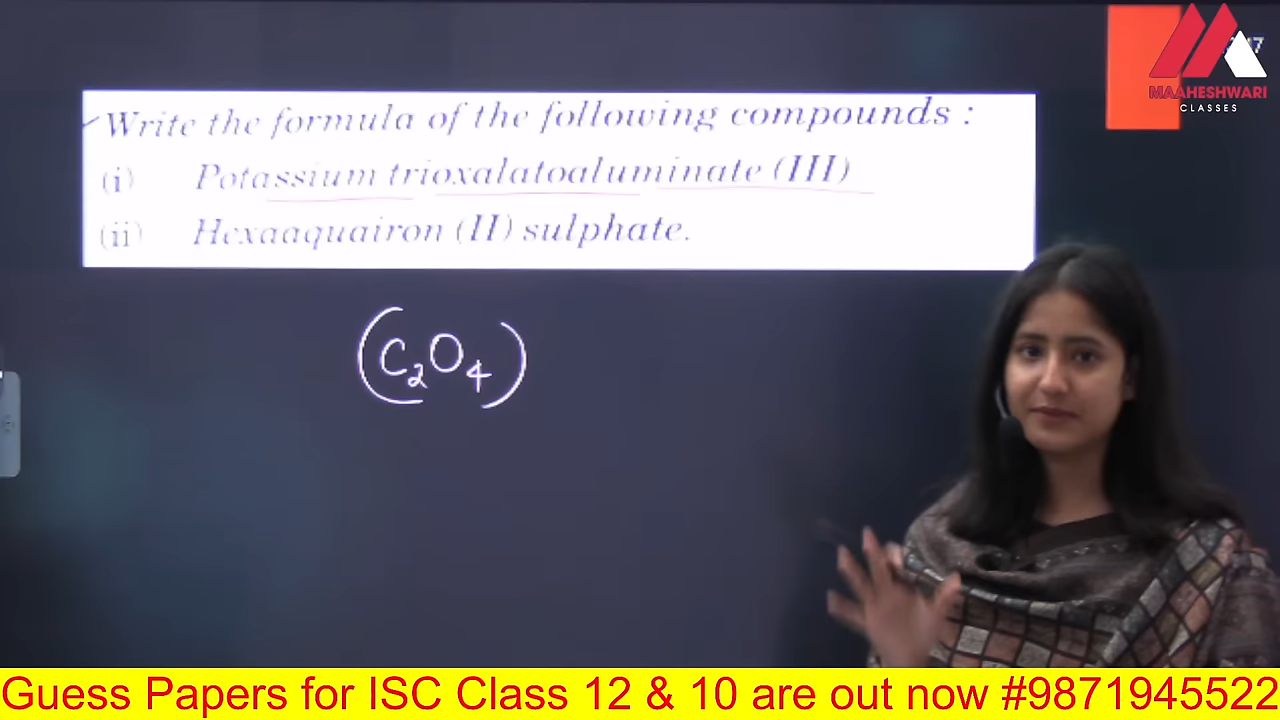 MAAHESHWARI
CLASSES
Write the formula of the following compounds :
(i) Potassium trioxalatoaluminate (III)
(ii) Hexaaquairon (II) sulphate.
(C₂O₄)
Guess Papers for ISC Class 12 & 10 are out now #9871945522